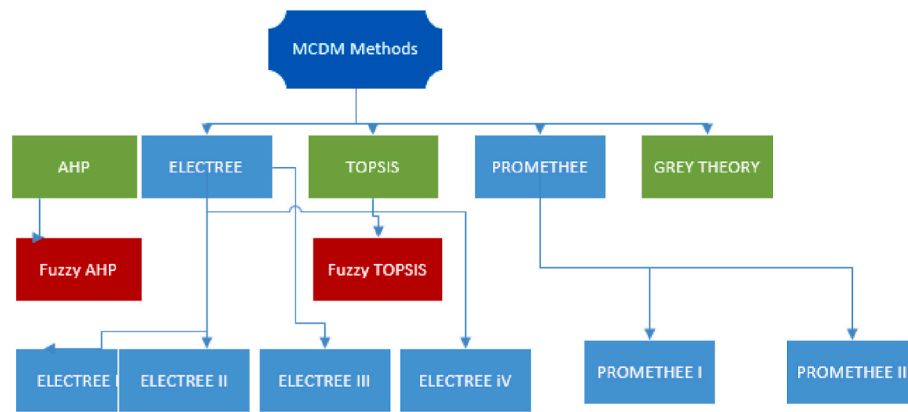 MCDM Methods
AHP
ELECTREE
TOPSIS
PROMETHEE
GREY THEORY
Fuzzy AHP
Fuzzy TOPSIS
ELECTREE I
ELECTREE II
ELECTREE III
ELECTREE iV
PROMETHEE I
PROMETHEE II